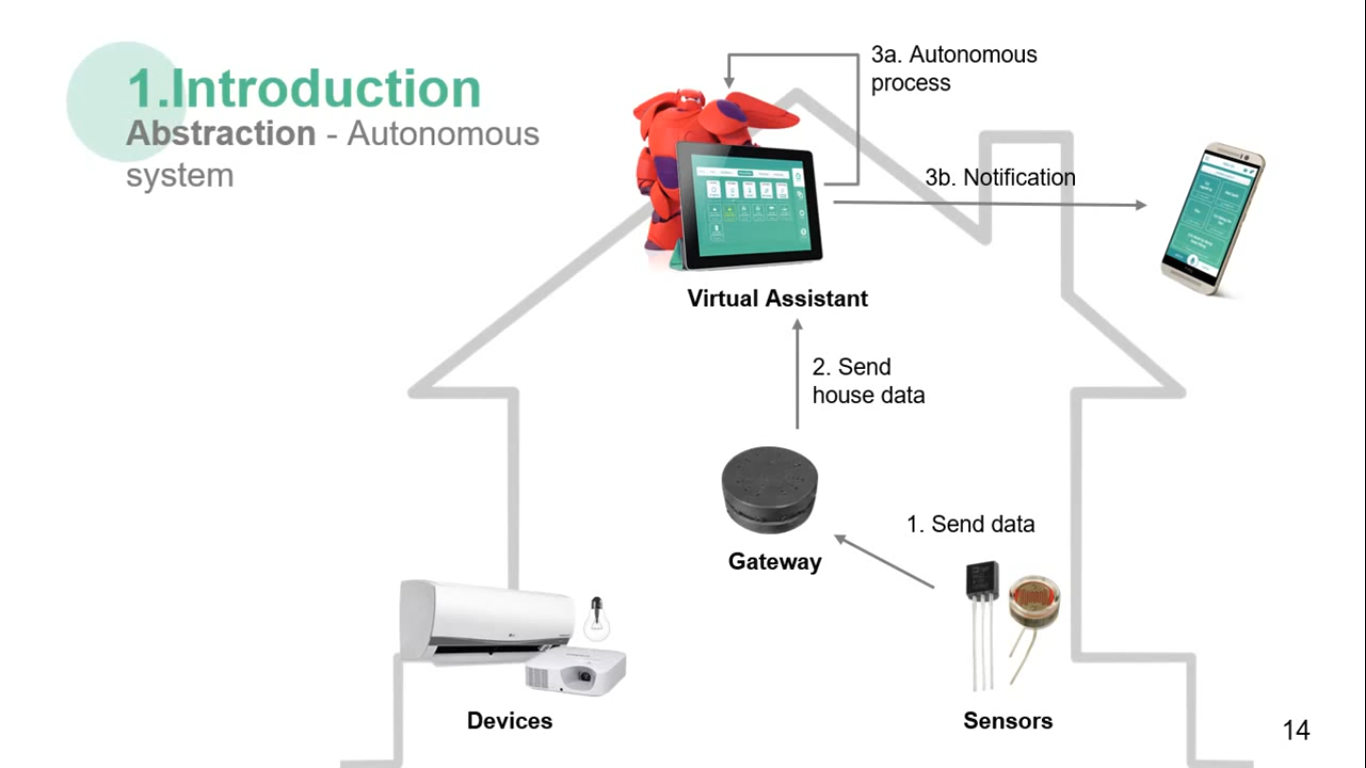 1.Introduction
Abstraction - Autonomous
system
3a. Autonomous
process
3b. Notification
Virtual Assistant
2. Send
house data
1. Send data
Gateway
Devices
Sensors
14